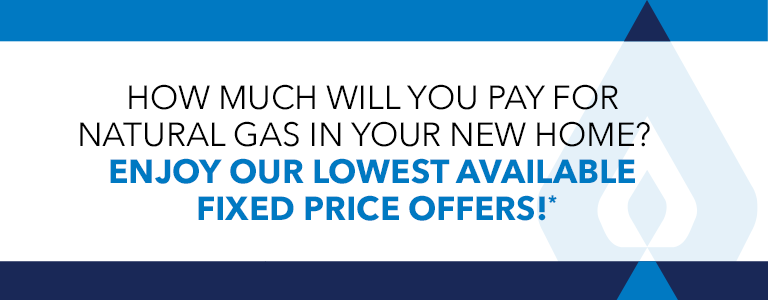 HOW MUCH WILL YOU PAY FOR
NATURAL GAS IN YOUR NEW HOME?
ENJOY OUR LOWEST AVAILABLE
FIXED PRICE OFFERS!*